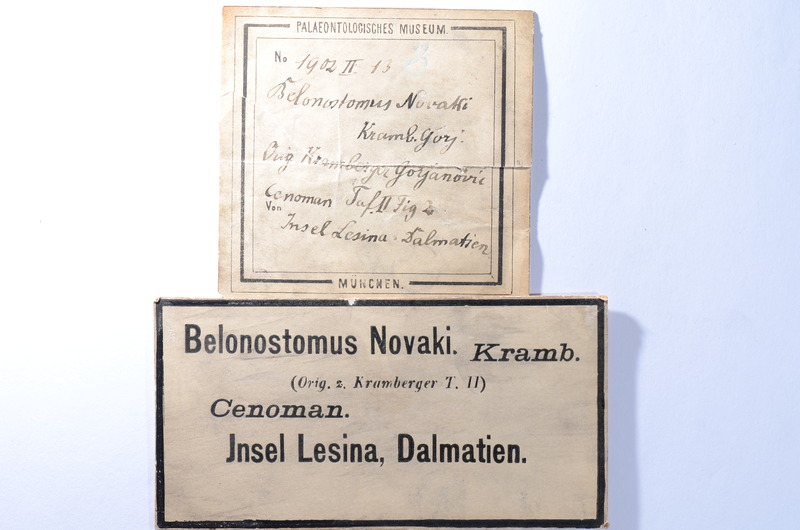 PALAEONTOLOGISCHES MUSEUM
No 1902 II. 13
Belonostomus Novaki
Kramb. Gorj.
Orig Kramberger Gorjanovic
Cenoman Taf. II Fig 2
Von
Insel Lesina. Dalmatien
MÜNCHEN.
Belonostomus Novaki. Kramb.
(Orig. z. Kramberger T. II)
Cenoman.
Jnsel Lesina, Dalmatien.